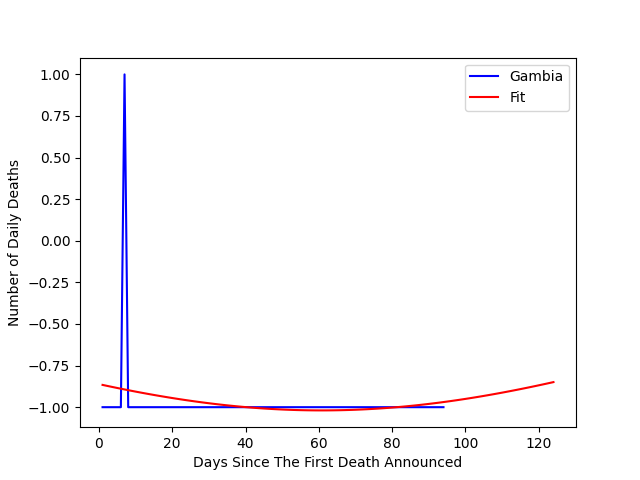 Gambia
Fit
1.00
0.75
0.50
0.25
0.00
−0.25
−0.50
−0.75
−1.00
Number of Daily Deaths
0 20 40 60 80 100 120
Days Since The First Death Announced